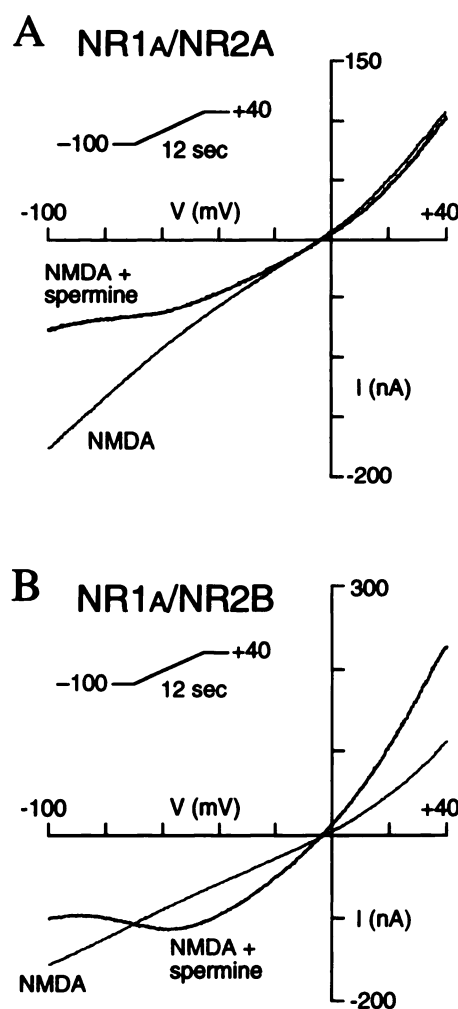 A
NR1A/NR2A
150
+40
−100
12 sec
-100
V (mV)
+40
NMDA +
spermine
I (nA)
NMDA
-200
B
NR1A/NR2B
300
+40
−100
12 sec
-100
V (mV)
+40
I (nA)
NMDA +
spermine
NMDA
-200